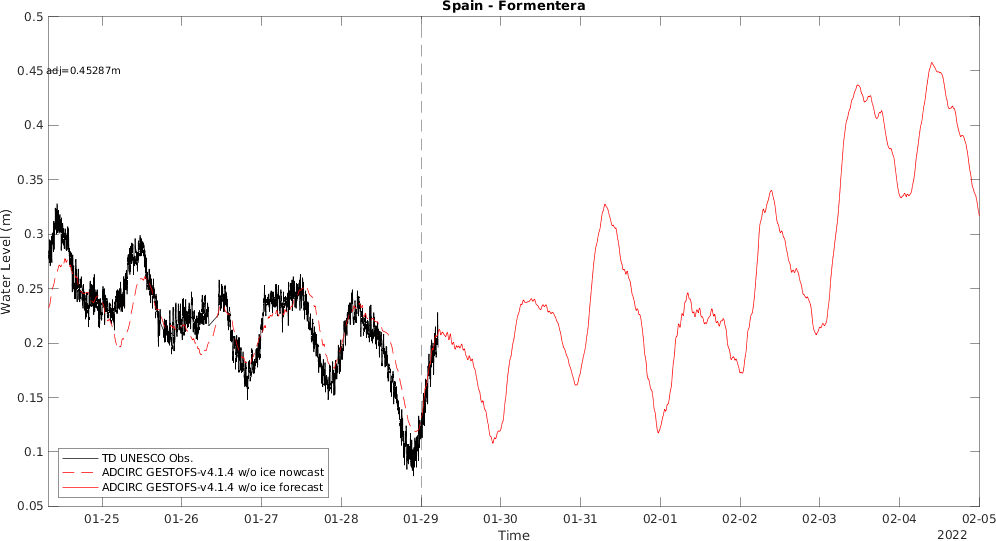 Spain - Formentera
0.5
0.45
adj=0.45287m
0.4
0.35
0.3
0.25
0.2
0.15
0.1
0.05
Water Level (m)
TD UNESCO Obs.
ADCIRC GESTOFS-v4.1.4 w/o ice nowcast
ADCIRC GESTOFS-v4.1.4 w/o ice forecast
01-25 01-26 01-27 01-28 01-29 01-30 01-31 02-01 02-02 02-03 02-04 02-05
Time
2022